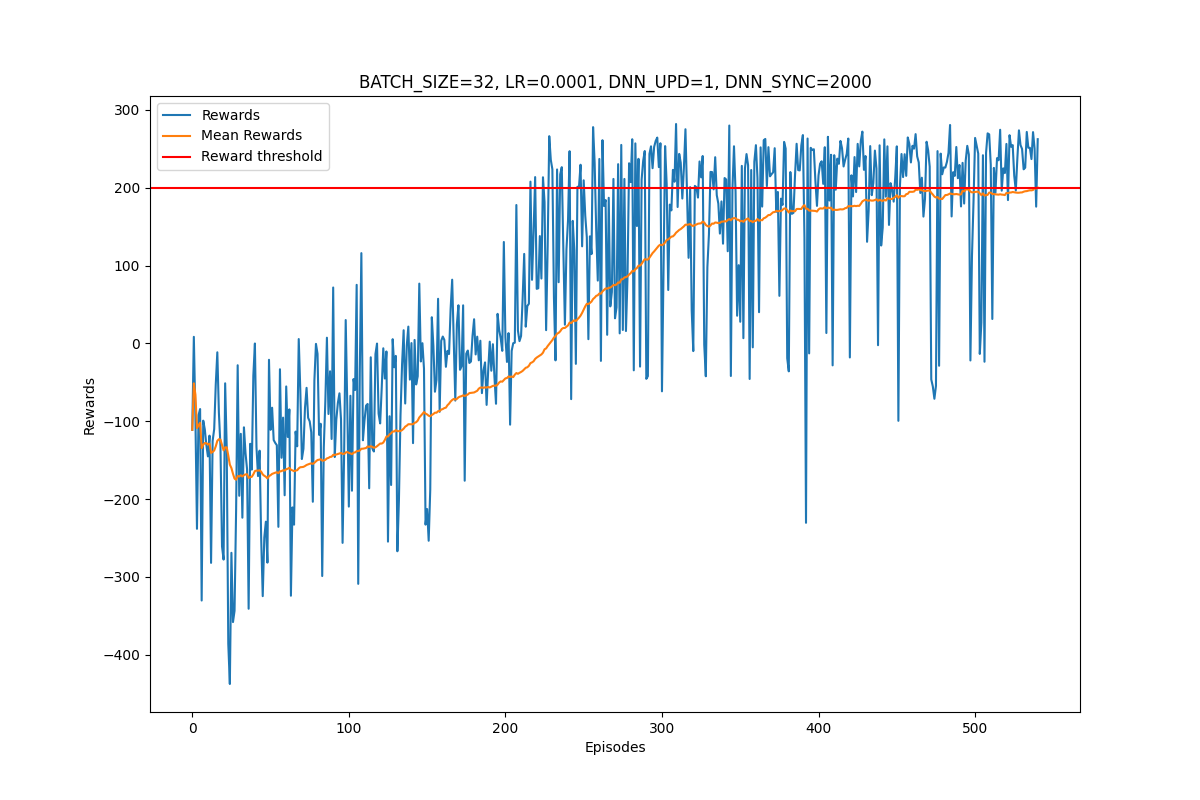 BATCH_SIZE=32, LR=0.0001, DNN_UPD=1, DNN_SYNC=2000
Rewards
Mean Rewards
Reward threshold
300
200
100
0
−100
−200
−300
−400
Rewards
0 100 200 300 400 500
Episodes